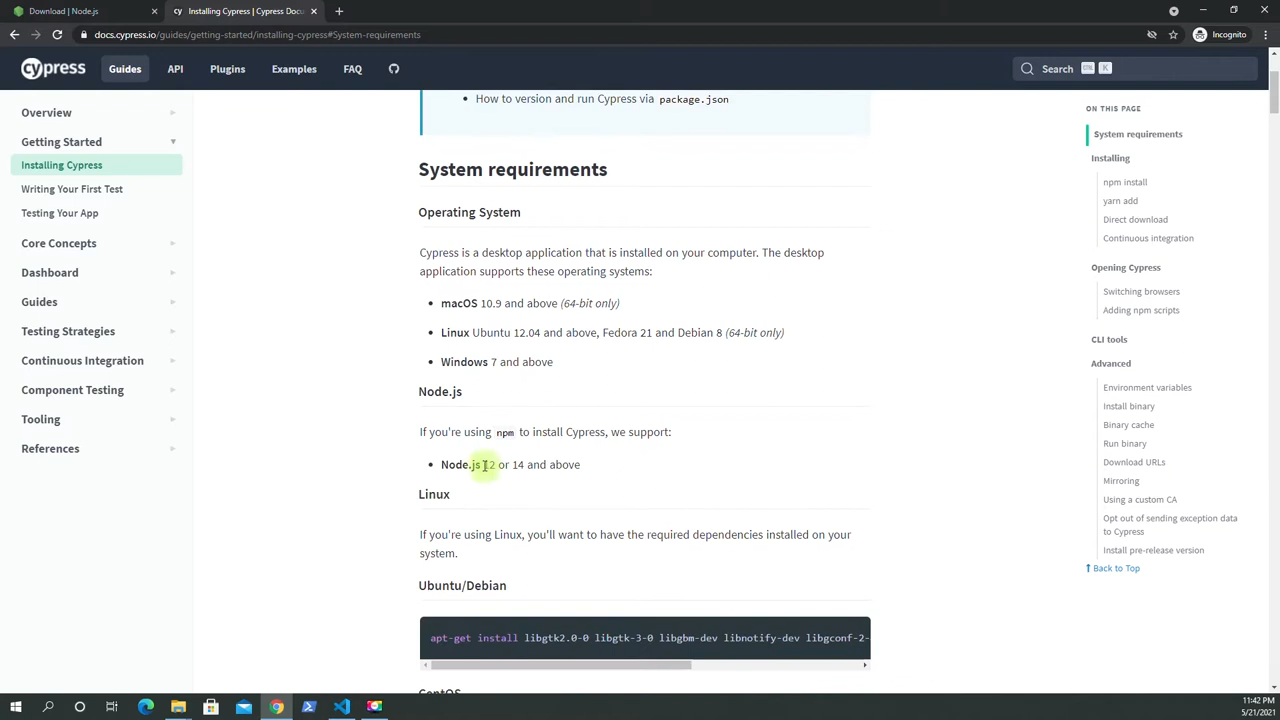 Download | Node.js
Installing Cypress | Cypress Docu
docs.cypress.io/guides/getting-started/installing-cypress#System-requirements
Incognito
cypress
Guides
API
Plugins
Examples
FAQ
Search
K
Overview
Getting Started
Installing Cypress
Writing Your First Test
Testing Your App
Core Concepts
Dashboard
Guides
Testing Strategies
Continuous Integration
Component Testing
Tooling
References
• How to version and run Cypress via package.json
System requirements
Operating System
Cypress is a desktop application that is installed on your computer. The desktop
application supports these operating systems:
• macOS 10.9 and above (64-bit only)
• Linux Ubuntu 12.04 and above, Fedora 21 and Debian 8 (64-bit only)
• Windows 7 and above
Node.js
If you're using npm to install Cypress, we support:
• Node.js 12 or 14 and above
Linux
If you're using Linux, you'll want to have the required dependencies installed on your
system.
Ubuntu/Debian
apt-get install libgtk2.0-0 libgtk-3-0 libgbm-dev libnotify-dev libgconf-2-
CentOS
ON THIS PAGE
System requirements
Installing
npm install
yarn add
Direct download
Continuous integration
Opening Cypress
Switching browsers
Adding npm scripts
CLI tools
Advanced
Environment variables
Install binary
Binary cache
Run binary
Download URLs
Mirroring
Using a custom CA
Opt out of sending exception data
to Cypress
Install pre-release version
Back to Top
11:42 PM
5/21/2021